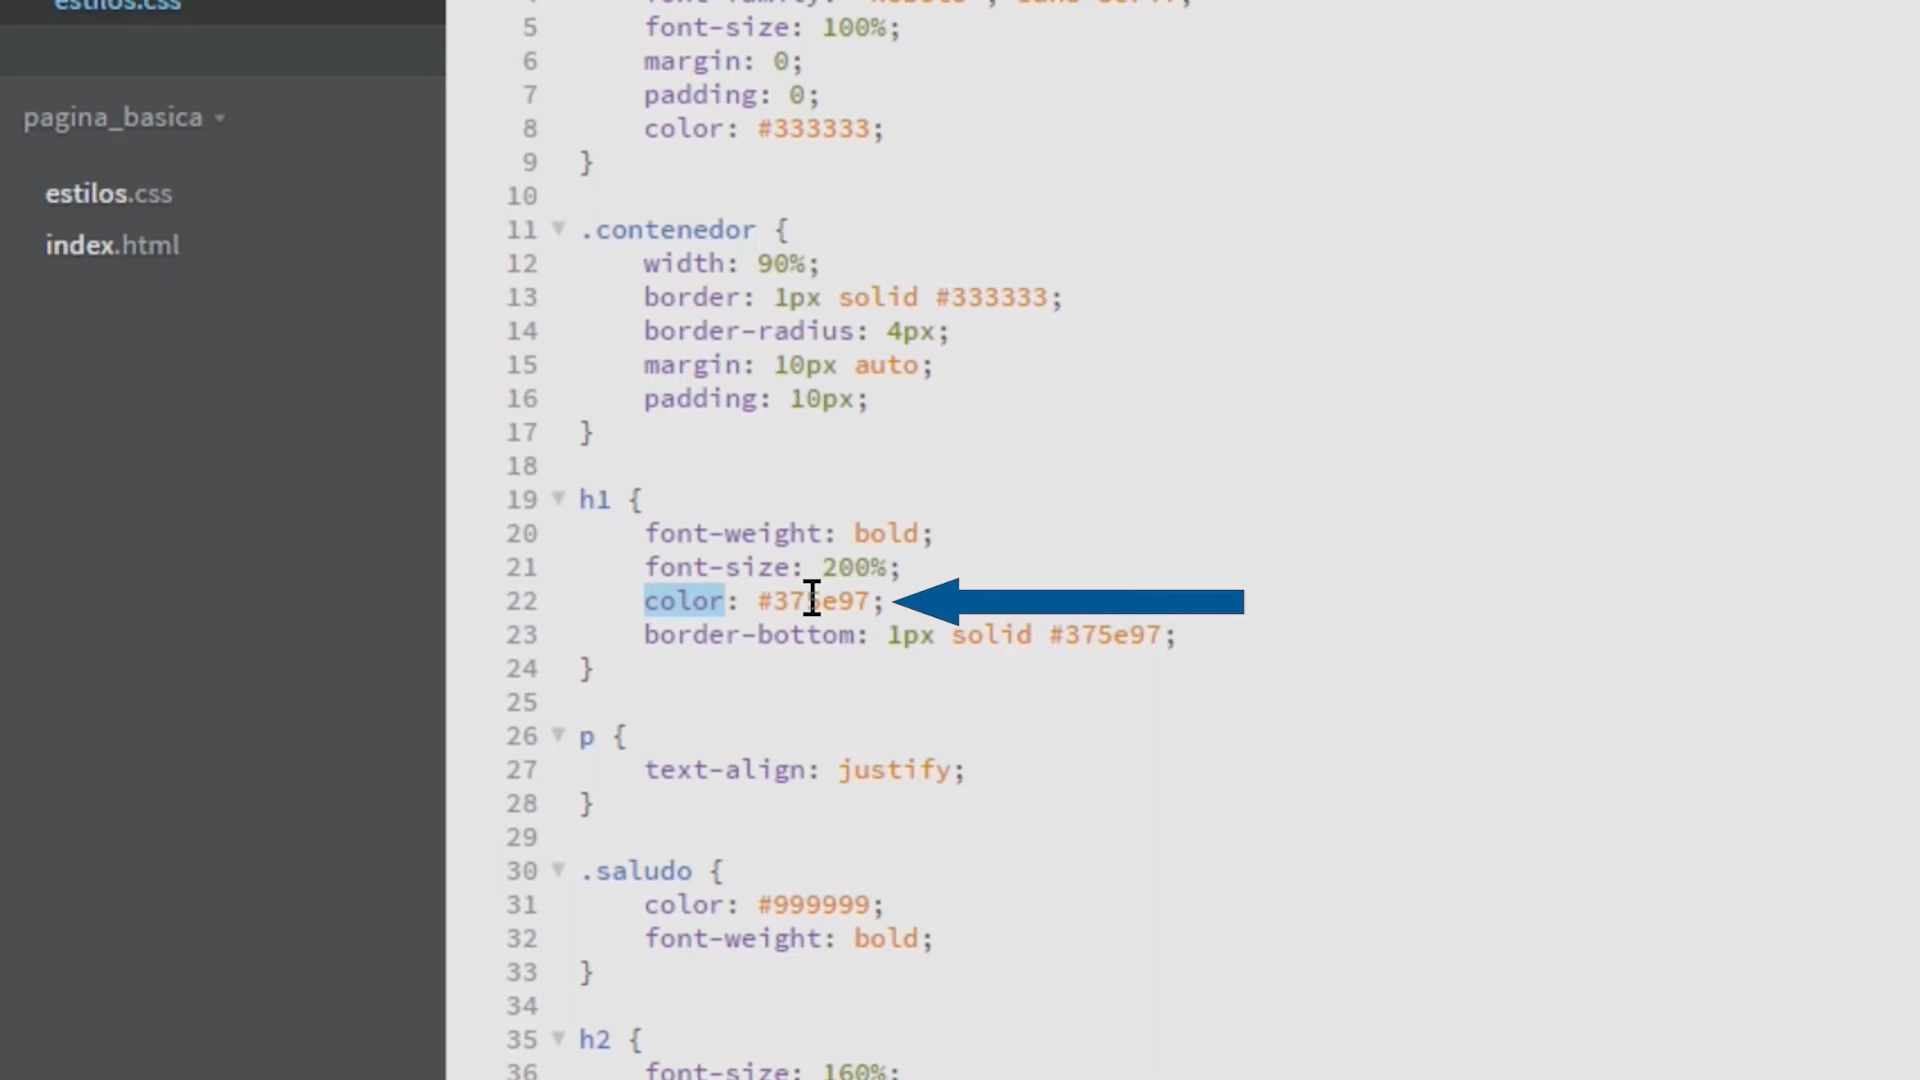 estilos.css
pagina_basica
estilos.css
index.html
5 font-size: 100%;
6 margin: 0;
7 padding: 0;
8 color: #333333;
9 }
10
11 .contenedor {
12 width: 90%;
13 border: 1px solid #333333;
14 border-radius: 4px;
15 margin: 10px auto;
16 padding: 10px;
17 }
18
19 h1 {
20 font-weight: bold;
21 font-size: 200%;
22 color: #375e97;
23 border-bottom: 1px solid #375e97;
24 }
25
26 p {
27 text-align: justify;
28 }
29
30 .saludo {
31 color: #999999;
32 font-weight: bold;
33 }
34
35 h2 {
36 font-size: 160%;